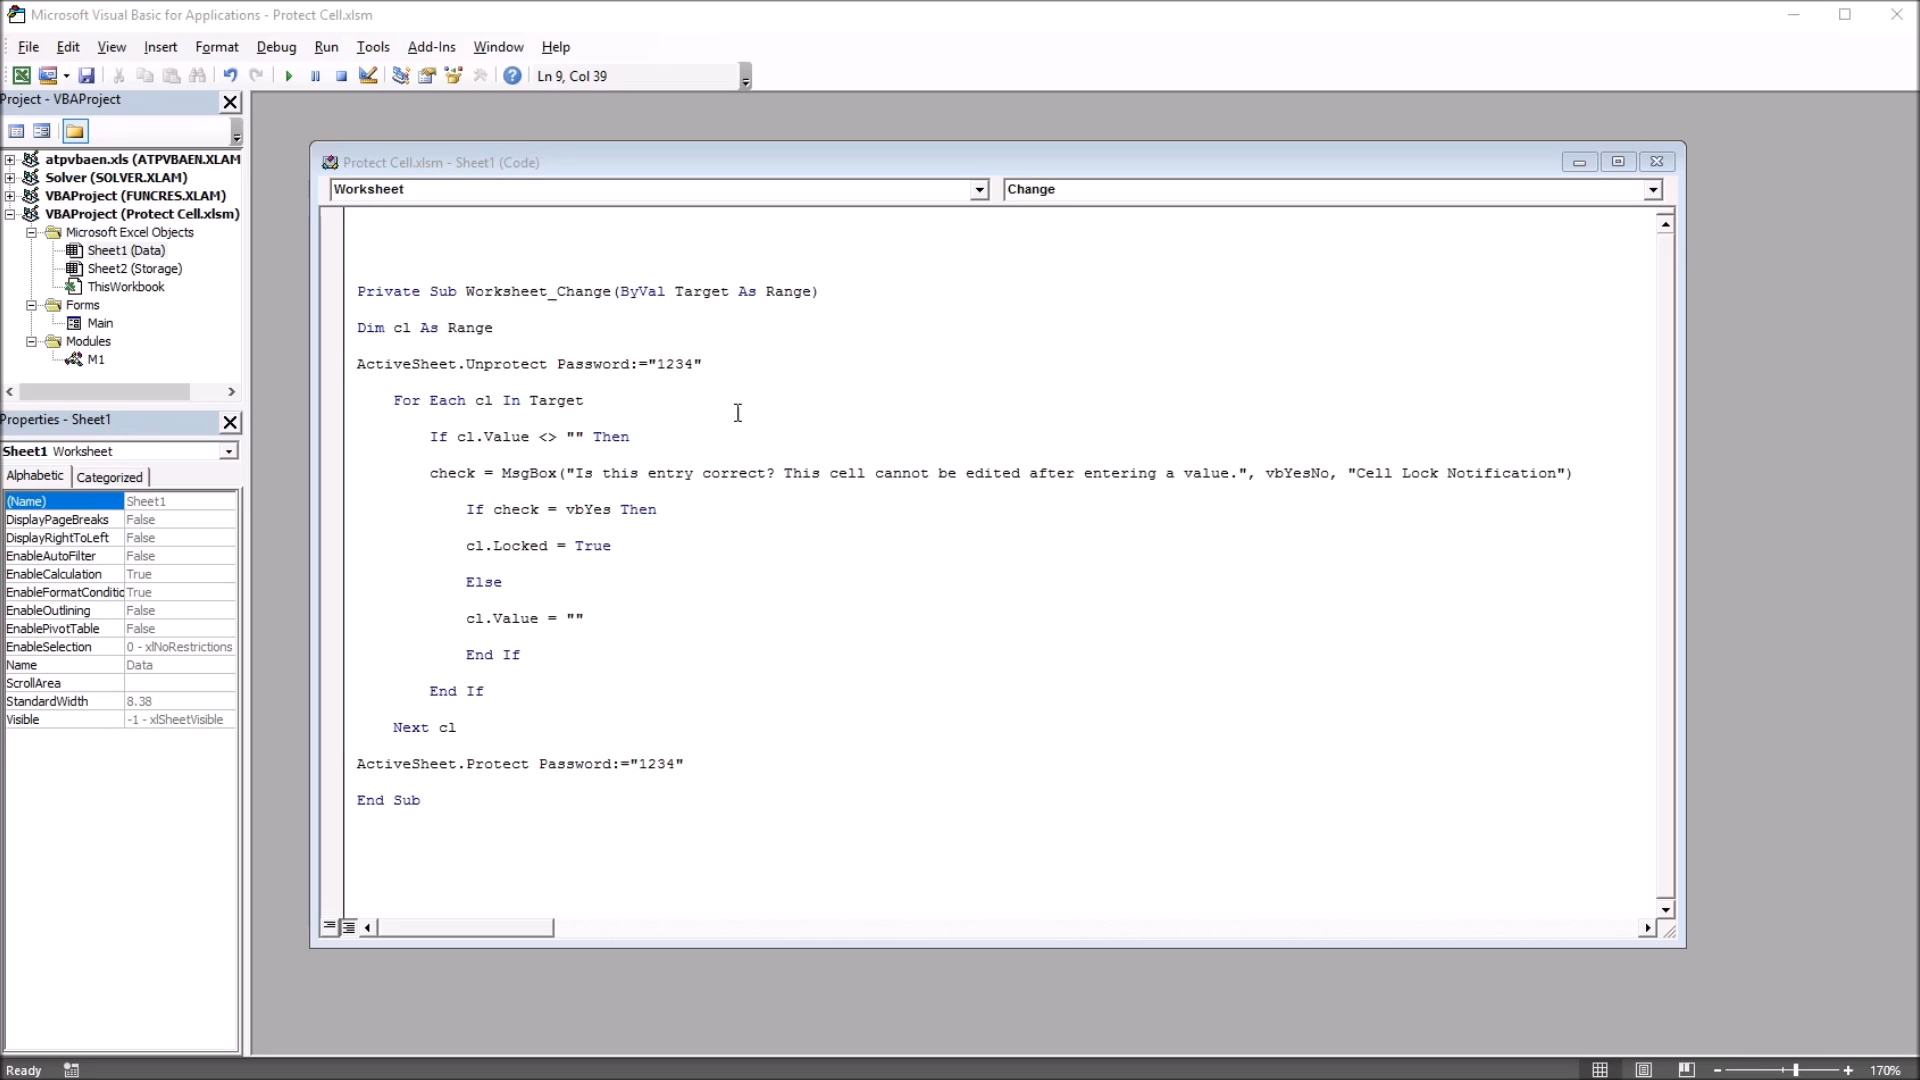 Microsoft Visual Basic for Applications - Protect Cell.xlsm
File Edit View Insert Format Debug Run Tools Add-Ins Window Help
Ln 9, Col 39
Project - VBAProject
atpvbaen.xls (ATPVBAEN.XLAM
Solver (SOLVER.XLAM)
VBAProject (FUNCRES.XLAM)
VBAProject (Protect Cell.xlsm)
Microsoft Excel Objects
Sheet1 (Data)
Sheet2 (Storage)
ThisWorkbook
Forms
Main
Modules
M1
Properties - Sheet1
Sheet1 Worksheet
Alphabetic Categorized
(Name) Sheet1
DisplayPageBreaks False
DisplayRightToLeft False
EnableAutoFilter False
EnableCalculation True
EnableFormatConditic True
EnableOutlining False
EnablePivotTable False
EnableSelection 0 - xlNoRestrictions
Name Data
ScrollArea
StandardWidth 8.38
Visible -1 - xlSheetVisible
Protect Cell.xlsm - Sheet1 (Code)
Worksheet Change
Private Sub Worksheet_Change(ByVal Target As Range)
Dim cl As Range
ActiveSheet.Unprotect Password:="1234"
For Each cl In Target
If cl.Value <> "" Then
check = MsgBox("Is this entry correct? This cell cannot be edited after entering a value.", vbYesNo, "Cell Lock Notification")
If check = vbYes Then
cl.Locked = True
Else
cl.Value = ""
End If
End If
Next cl
ActiveSheet.Protect Password:="1234"
End Sub
Ready 170%